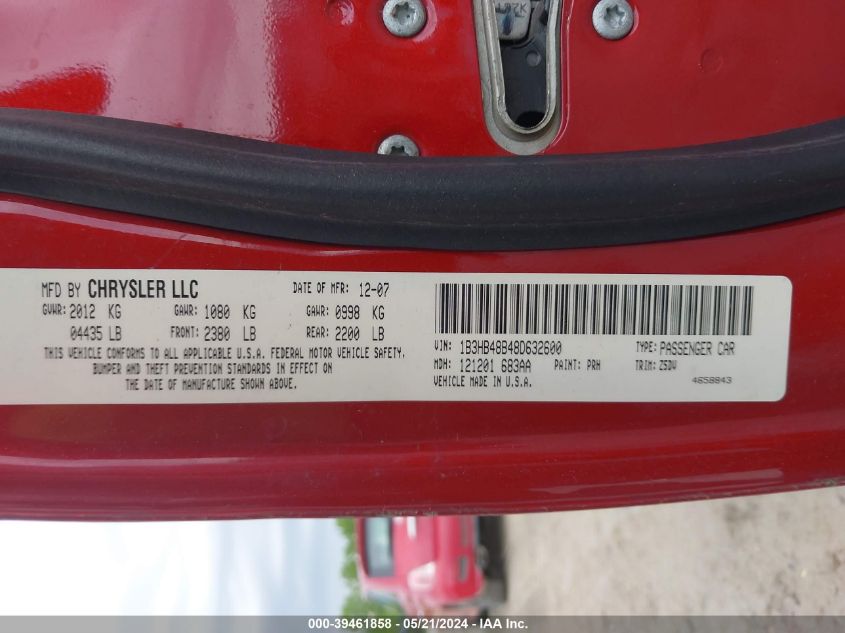 MFD BY CHRYSLER LLC DATE OF MFR: 12-07
GVWR: 2012 KG GAWR: 1080 KG GAWR: 0998 KG
04435 LB FRONT: 2380 LB REAR: 2200 LB
THIS VEHICLE CONFORMS TO ALL APPLICABLE U.S.A. FEDERAL MOTOR VEHICLE SAFETY,
BUMPER AND THEFT PREVENTION STANDARDS IN EFFECT ON
THE DATE OF MANUFACTURE SHOWN ABOVE.
VIN: 1B3HB48B48D632600 TYPE: PASSENGER CAR
MDH: 121201 683AA PAINT: PRH TRIM: Z5DV
VEHICLE MADE IN U.S.A. 4658843
000-39461858 - 05/21/2024 - IAA Inc.